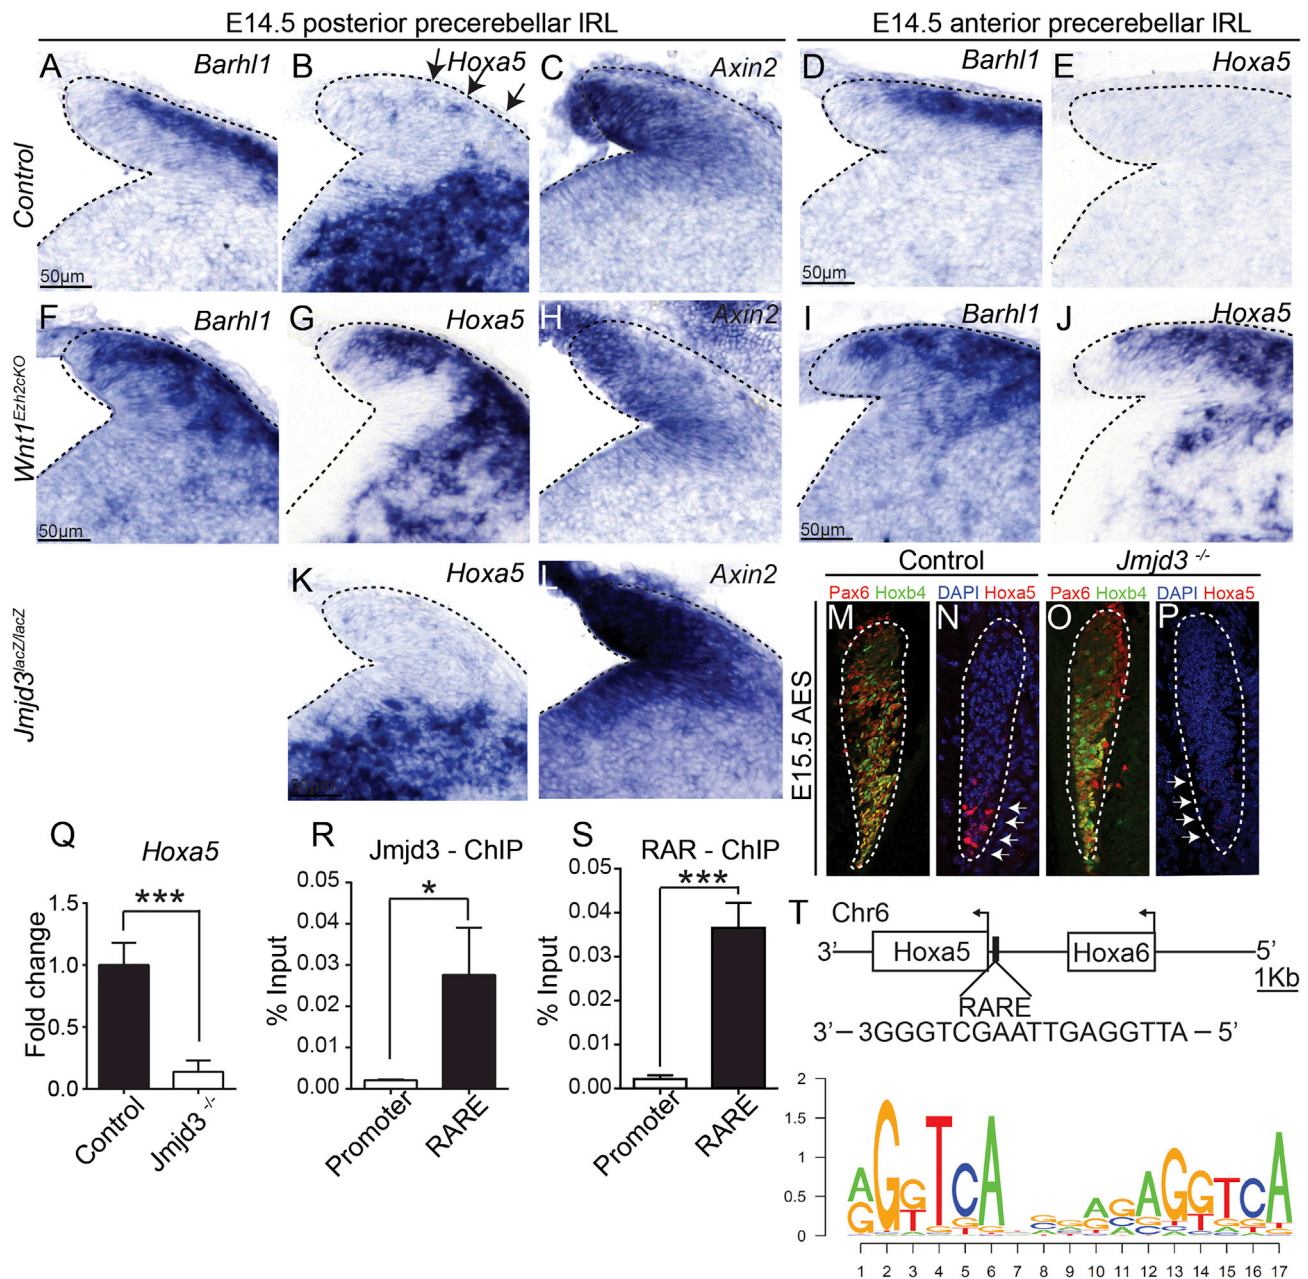 E14.5 posterior precerebellar IRL
E14.5 anterior precerebellar IRL
A Barhl1
B Hoxa5
C Axin2
D Barhl1
E Hoxa5
Control
50µm
50µm
F Barhl1
G Hoxa5
H Axin2
I Barhl1
J Hoxa5
Wnt1Ezh2cKO
50µm
50µm
K Hoxa5
L Axin2
Jmjd3lacZ/lacZ
50µm
Control
Jmjd3 -/-
Pax6 Hoxb4
DAPI Hoxa5
Pax6 Hoxb4
DAPI Hoxa5
M
N
O
P
E15.5 AES
Q
Hoxa5
***
Fold change
1.5
1.0
0.5
0.0
Control
Jmjd3 -/-
R
Jmjd3 - ChIP
*
% Input
0.05
0.04
0.03
0.02
0.01
0.00
Promoter
RARE
S
RAR - ChIP
***
% Input
0.05
0.04
0.03
0.02
0.01
0.00
Promoter
RARE
T
Chr6
3' Hoxa5 Hoxa6 5'
1Kb
RARE
3' – 3GGGTCGAATTGAGGTTA – 5'
2
1.5
1
0.5
0
1 2 3 4 5 6 7 8 9 10 11 12 13 14 15 16 17